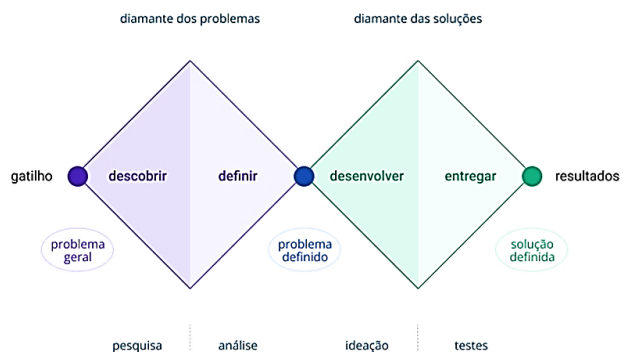 diamante dos problemas
diamante das soluções
gatilho
descobrir
definir
desenvolver
entregar
resultados
problema
geral
problema
definido
solução
definida
pesquisa
análise
ideação
testes